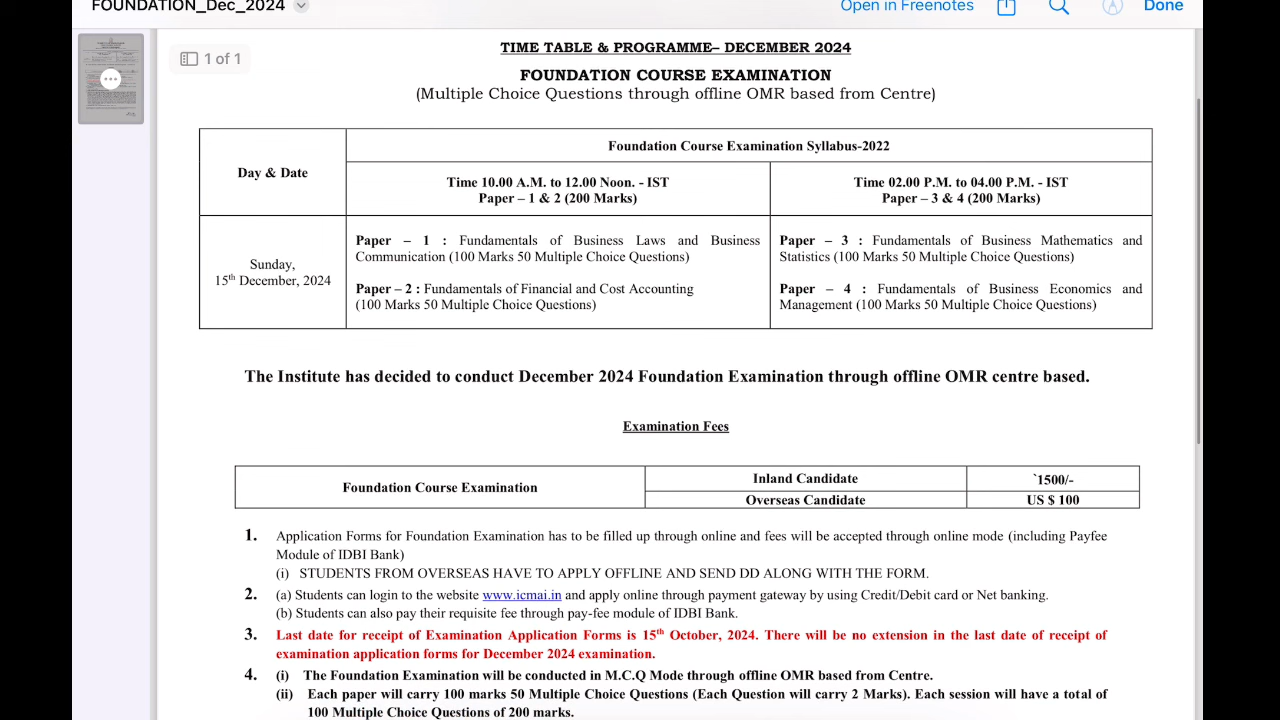 FOUNDATION_Dec_2024
Open in Freenotes
Done
1 of 1
TIME TABLE & PROGRAMME– DECEMBER 2024
FOUNDATION COURSE EXAMINATION
(Multiple Choice Questions through offline OMR based from Centre)
Day & Date
Foundation Course Examination Syllabus-2022
Time 10.00 A.M. to 12.00 Noon. - IST
Paper – 1 & 2 (200 Marks)
Time 02.00 P.M. to 04.00 P.M. - IST
Paper – 3 & 4 (200 Marks)
Sunday,
15th December, 2024
Paper – 1 : Fundamentals of Business Laws and Business
Communication (100 Marks 50 Multiple Choice Questions)
Paper – 2 : Fundamentals of Financial and Cost Accounting
(100 Marks 50 Multiple Choice Questions)
Paper – 3 : Fundamentals of Business Mathematics and
Statistics (100 Marks 50 Multiple Choice Questions)
Paper – 4 : Fundamentals of Business Economics and
Management (100 Marks 50 Multiple Choice Questions)
The Institute has decided to conduct December 2024 Foundation Examination through offline OMR centre based.
Examination Fees
Foundation Course Examination
Inland Candidate
`1500/-
Overseas Candidate
US $ 100
1. Application Forms for Foundation Examination has to be filled up through online and fees will be accepted through online mode (including Payfee
Module of IDBI Bank)
(i) STUDENTS FROM OVERSEAS HAVE TO APPLY OFFLINE AND SEND DD ALONG WITH THE FORM.
2. (a) Students can login to the website www.icmai.in and apply online through payment gateway by using Credit/Debit card or Net banking.
(b) Students can also pay their requisite fee through pay-fee module of IDBI Bank.
3. Last date for receipt of Examination Application Forms is 15th October, 2024. There will be no extension in the last date of receipt of
examination application forms for December 2024 examination.
4. (i) The Foundation Examination will be conducted in M.C.Q Mode through offline OMR based from Centre.
(ii) Each paper will carry 100 marks 50 Multiple Choice Questions (Each Question will carry 2 Marks). Each session will have a total of
100 Multiple Choice Questions of 200 marks.